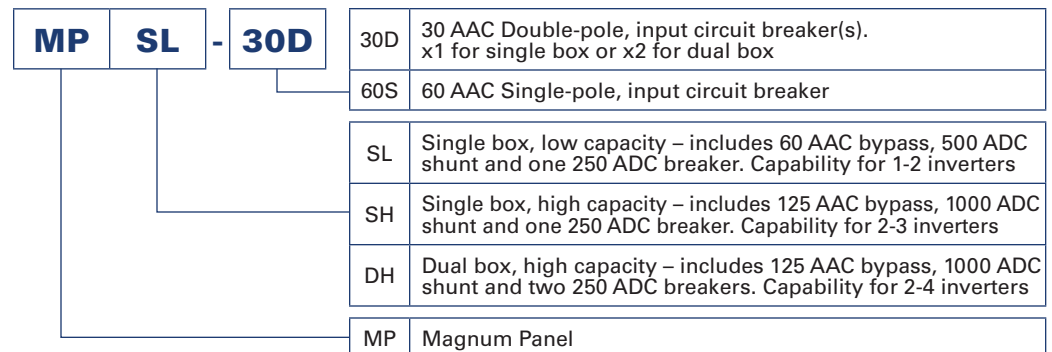 MP SL - 30D
30D 30 AAC Double-pole, input circuit breaker(s).
x1 for single box or x2 for dual box
60S 60 AAC Single-pole, input circuit breaker
SL Single box, low capacity – includes 60 AAC bypass, 500 ADC
shunt and one 250 ADC breaker. Capability for 1-2 inverters
SH Single box, high capacity – includes 125 AAC bypass, 1000 ADC
shunt and one 250 ADC breaker. Capability for 2-3 inverters
DH Dual box, high capacity – includes 125 AAC bypass, 1000 ADC
shunt and two 250 ADC breakers. Capability for 2-4 inverters
MP Magnum Panel